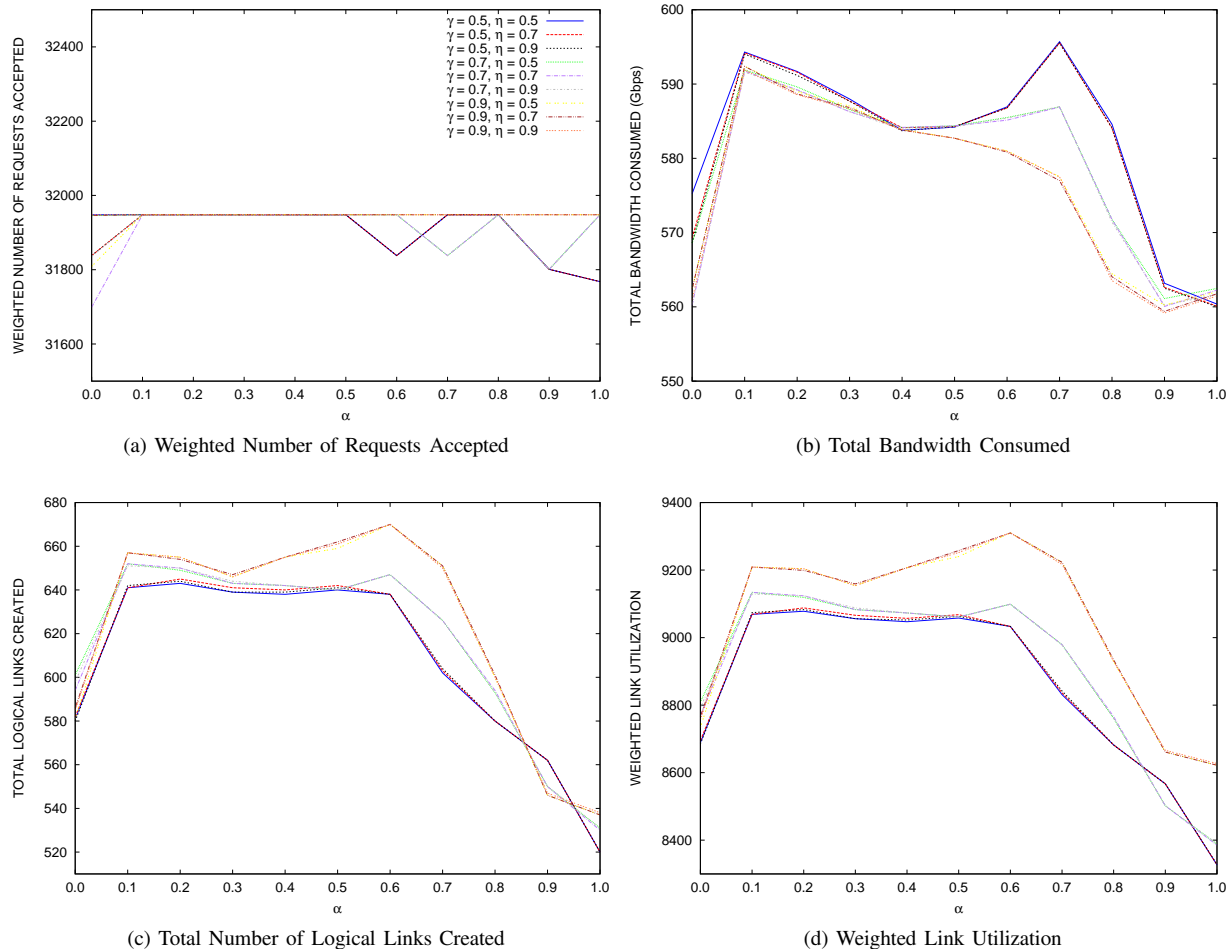 WEIGHTED NUMBER OF REQUESTS ACCEPTED
32400
32200
32000
31800
31600
γ = 0.5, η = 0.5
γ = 0.5, η = 0.7
γ = 0.5, η = 0.9
γ = 0.7, η = 0.5
γ = 0.7, η = 0.7
γ = 0.7, η = 0.9
γ = 0.9, η = 0.5
γ = 0.9, η = 0.7
γ = 0.9, η = 0.9
0.0 0.1 0.2 0.3 0.4 0.5 0.6 0.7 0.8 0.9 1.0
α
(a) Weighted Number of Requests Accepted
TOTAL BANDWIDTH CONSUMED (Gbps)
600
590
580
570
560
550
0.0 0.1 0.2 0.3 0.4 0.5 0.6 0.7 0.8 0.9 1.0
α
(b) Total Bandwidth Consumed
TOTAL LOGICAL LINKS CREATED
680
660
640
620
600
580
560
540
520
0.0 0.1 0.2 0.3 0.4 0.5 0.6 0.7 0.8 0.9 1.0
α
(c) Total Number of Logical Links Created
WEIGHTED LINK UTILIZATION
9400
9200
9000
8800
8600
8400
0.0 0.1 0.2 0.3 0.4 0.5 0.6 0.7 0.8 0.9 1.0
α
(d) Weighted Link Utilization